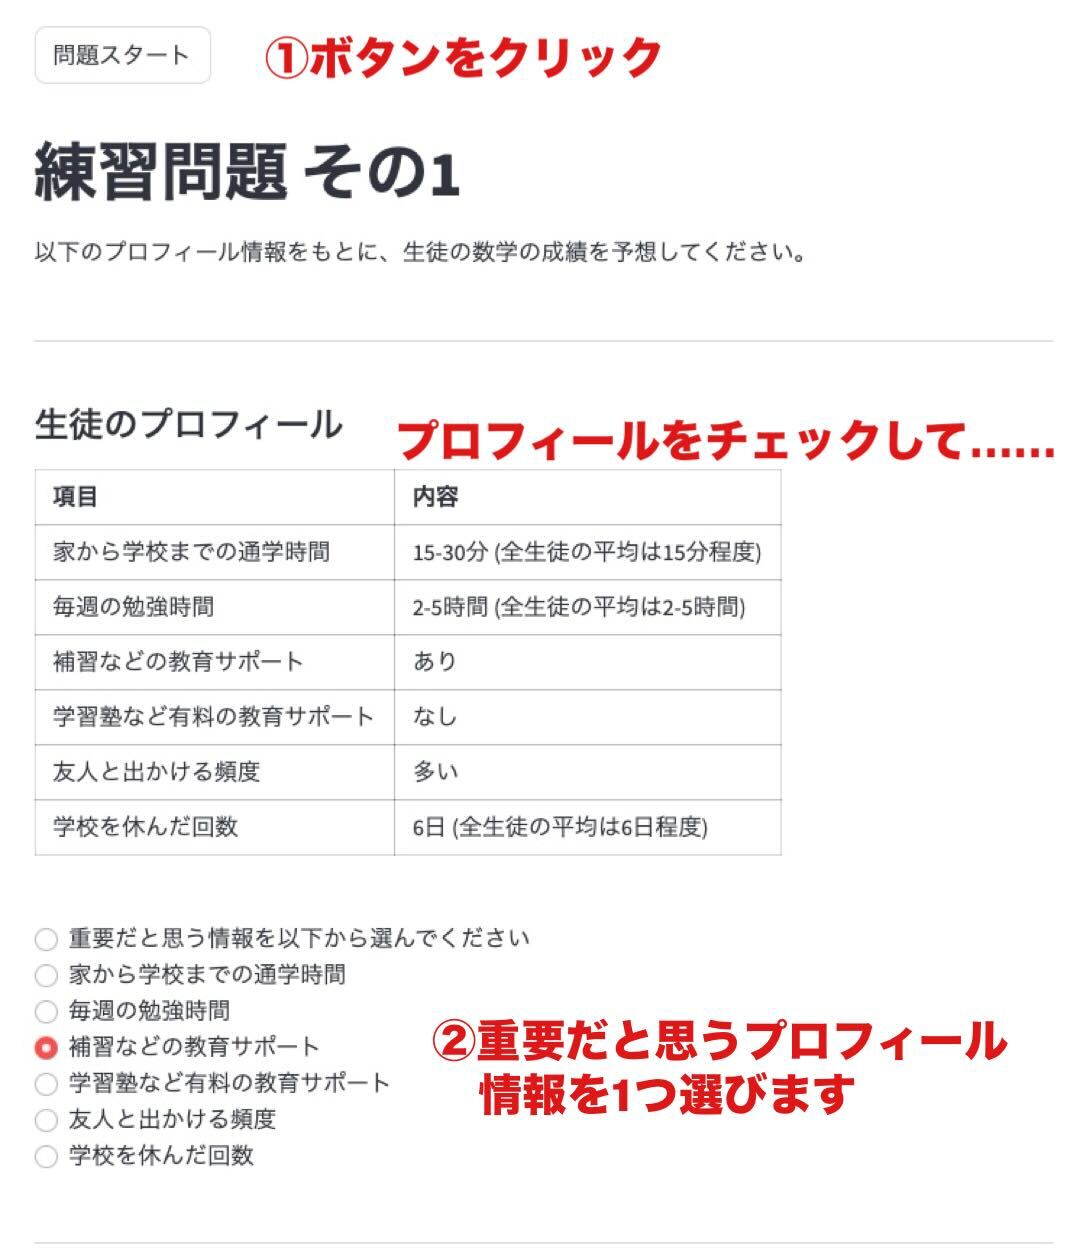 問題スタート ①ボタンをクリック
練習問題 その1
以下のプロフィール情報をもとに、生徒の数学の成績を予想してください。
生徒のプロフィール プロフィールをチェックして……
項目 内容
家から学校までの通学時間 15-30分 (全生徒の平均は15分程度)
毎週の勉強時間 2-5時間 (全生徒の平均は2-5時間)
補習などの教育サポート あり
学習塾など有料の教育サポート なし
友人と出かける頻度 多い
学校を休んだ回数 6日 (全生徒の平均は6日程度)
重要だと思う情報を以下から選んでください
家から学校までの通学時間
毎週の勉強時間
補習などの教育サポート
学習塾など有料の教育サポート
友人と出かける頻度
学校を休んだ回数
②重要だと思うプロフィール
情報を1つ選びます